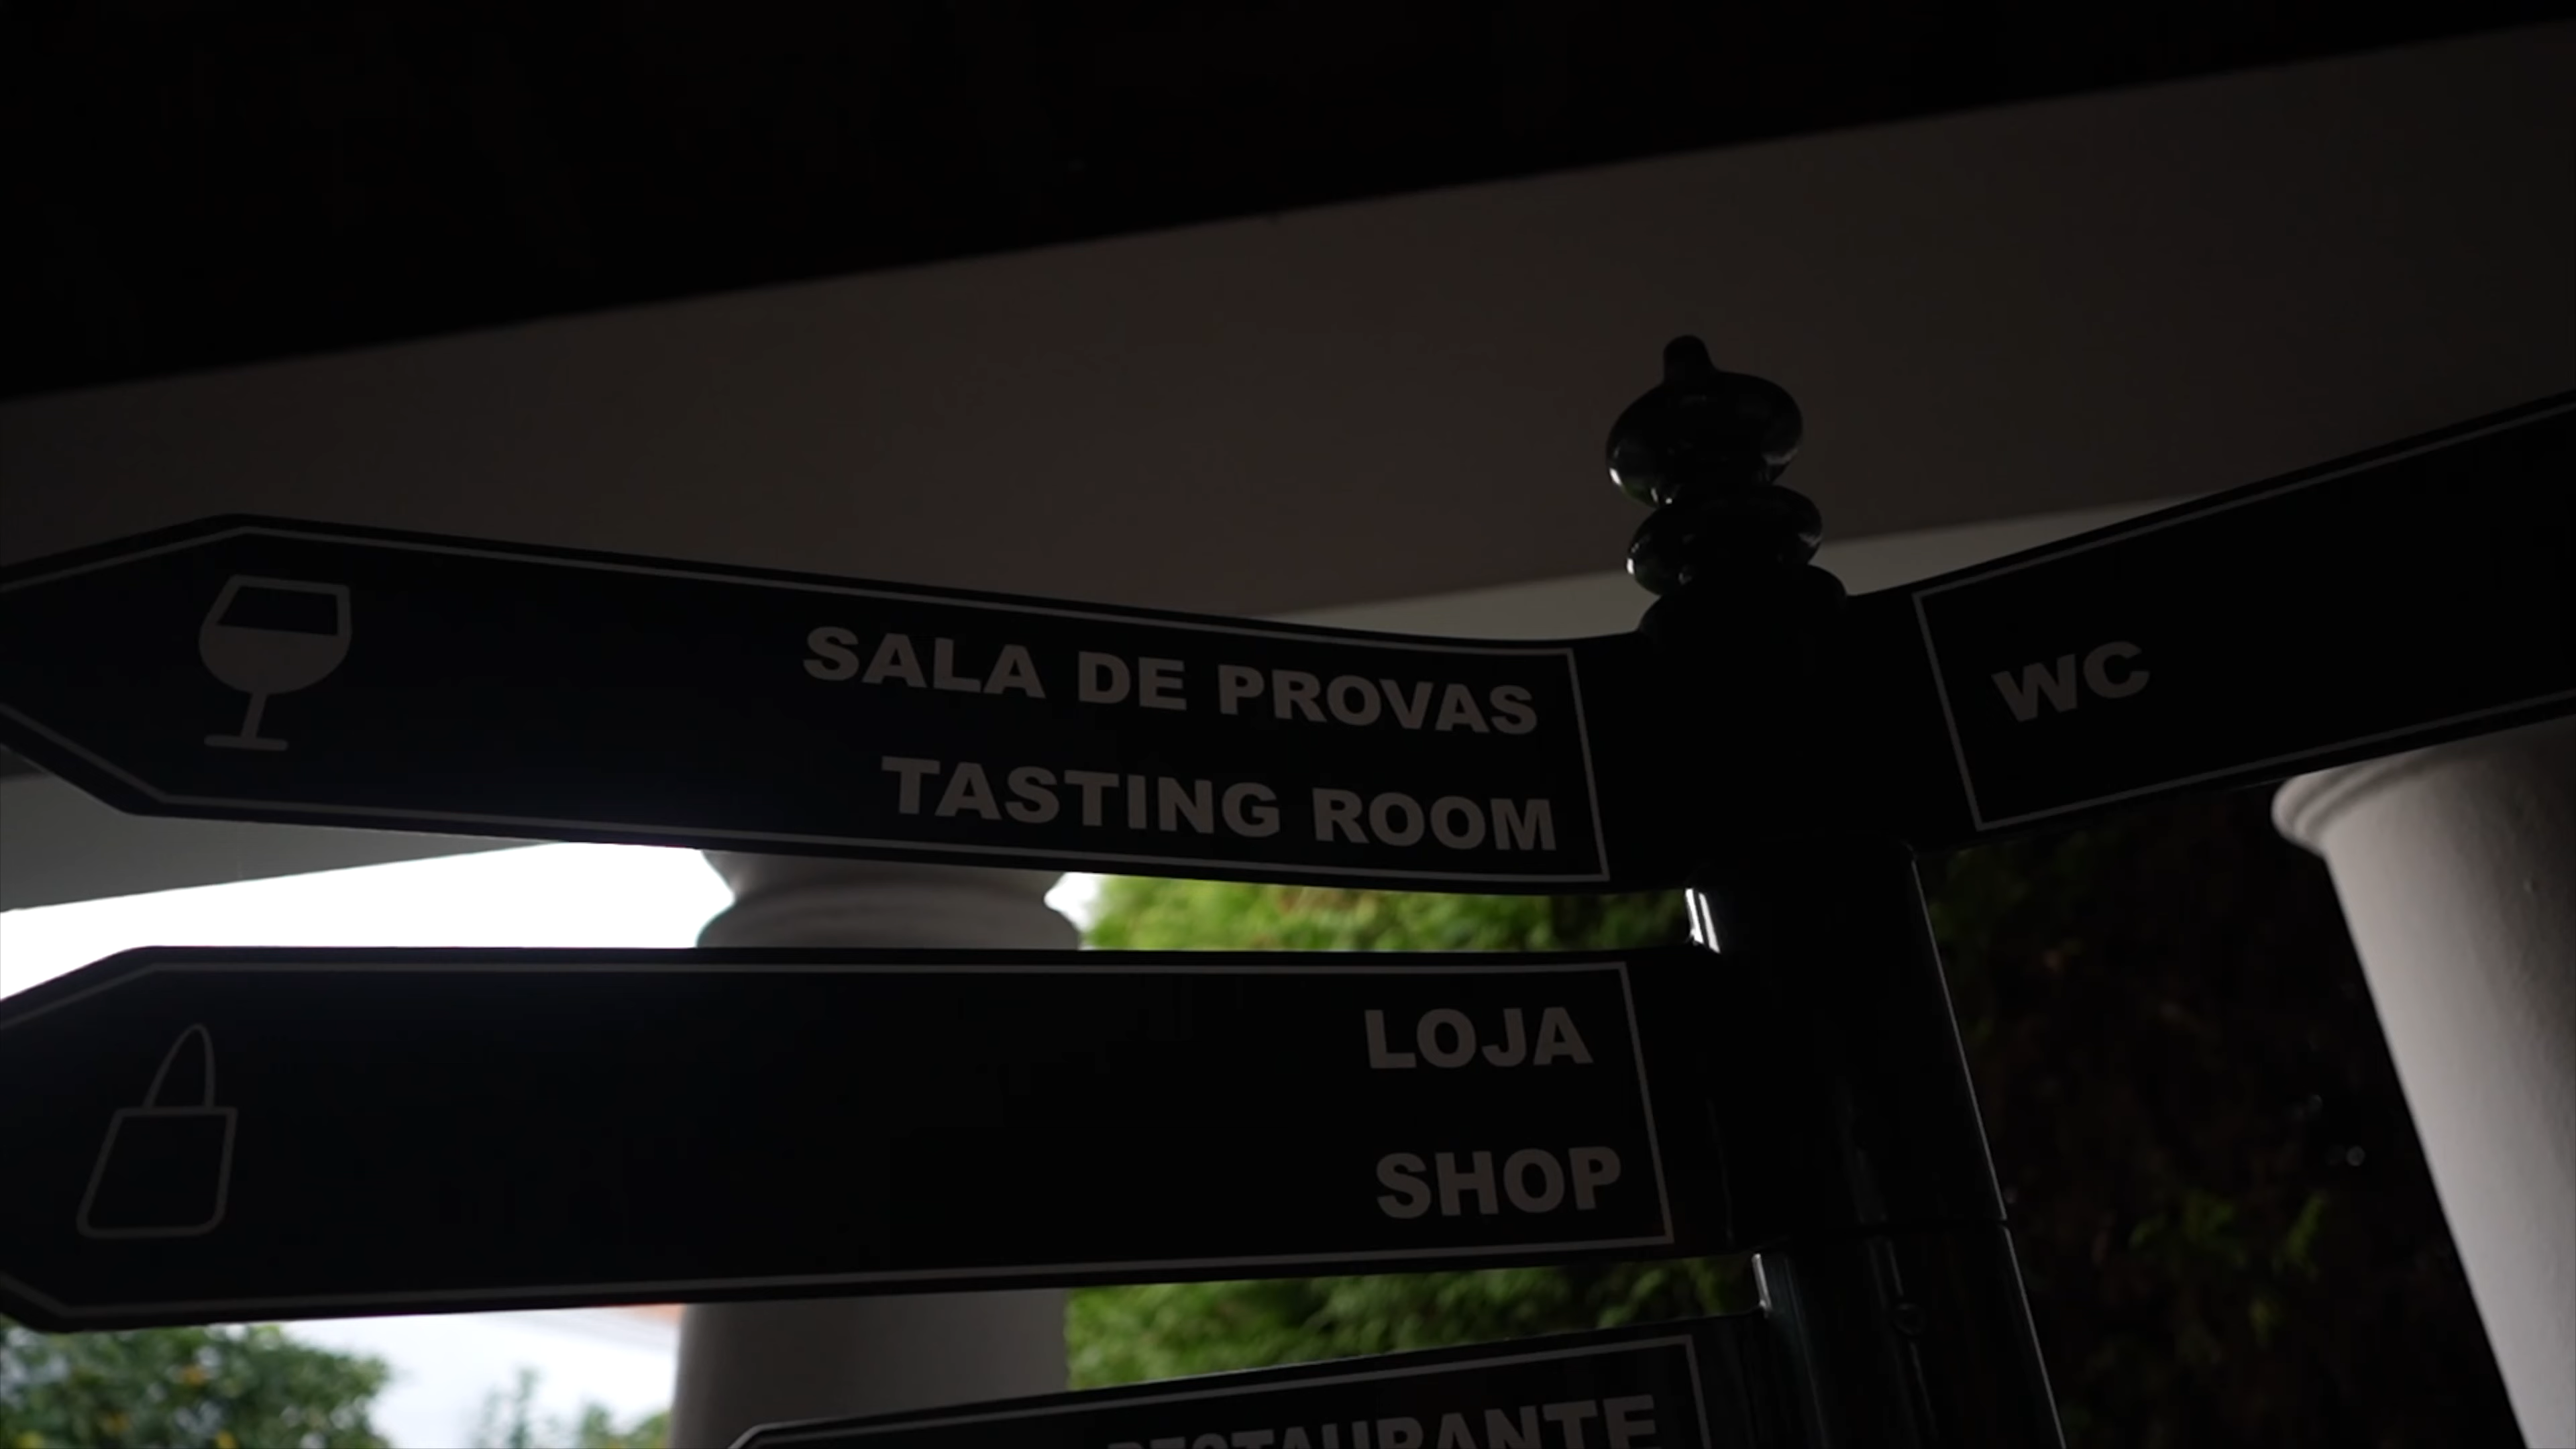 SALA DE PROVAS
TASTING ROOM
WC
LOJA
SHOP
RESTAURANTE